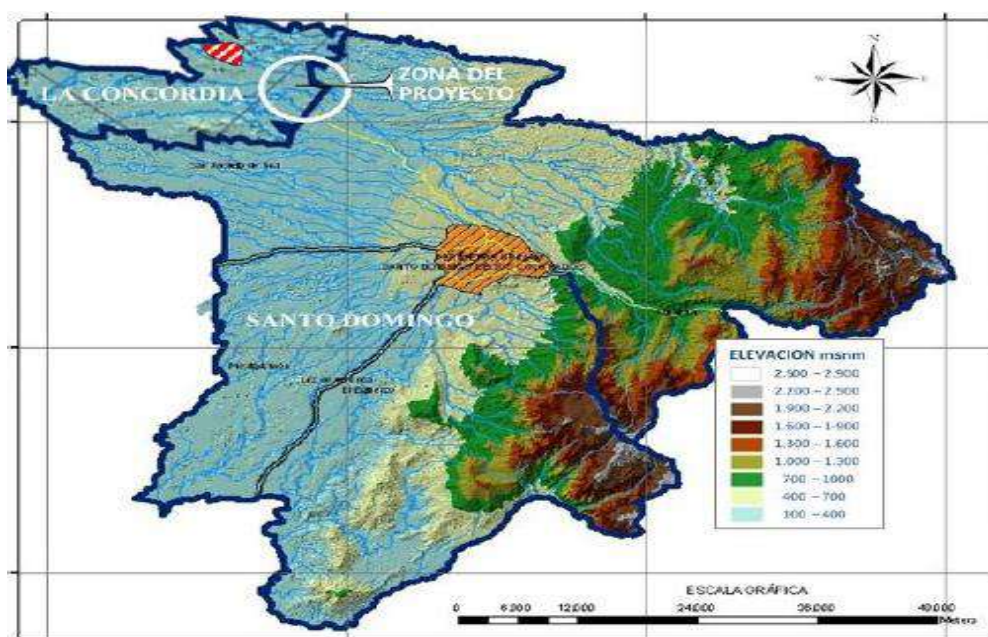 ZONA DEL
PROYECTO
LA CONCORDIA
N
W
E
S
SANTO DOMINGO
ELEVACION msnm
2.500 – 2.900
2.200 – 2.500
1.900 – 2.200
1.600 – 1.900
1.300 – 1.600
1.000 – 1.300
700 – 1000
400 – 700
100 – 400
ESCALA GRÁFICA
0 6.000 12.000 24.000 36.000 48.000
Meters